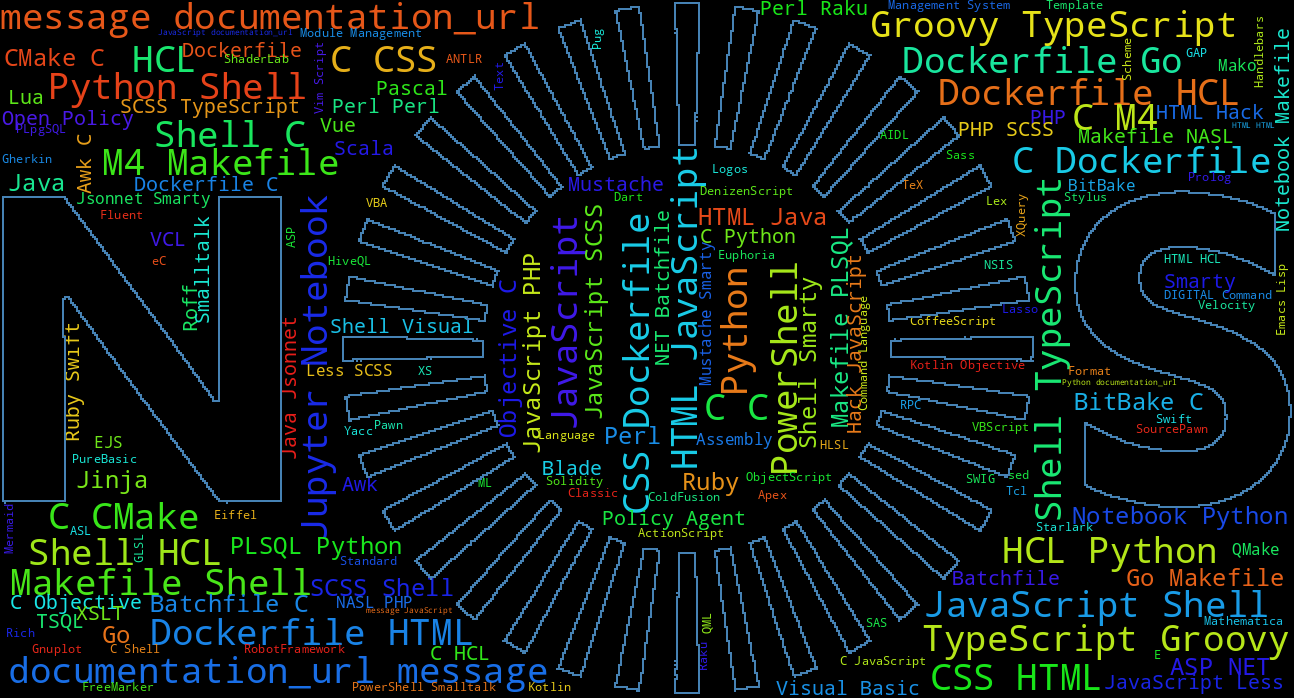 message documentation_url
JavaScript documentation_url
Module Management
Perl Raku
Management System
Template
Groovy TypeScript
CMake C
HCL
Dockerfile
ShaderLab
C CSS
ANTLR
Pug
Text
Vim Script
Dockerfile Go
Scheme
GAP
Mako
Handlebars
Notebook Makefile
Python Shell
Lua
SCSS TypeScript
Pascal
Perl Perl
Dockerfile HCL
Open Policy
PLpgSQL
Shell C
Vue
Scala
AIDL
Sass
PHP SCSS
PHP
C M4
HTML Hack
HTML HTML
Makefile NASL
Gherkin
Awk C
M4 Makefile
C Dockerfile
Java
Dockerfile C
Mustache
Dart
Logos
DenizenScript
TeX
BitBake
Prolog
Stylus
Jsonnet Smarty
Fluent
VCL
eC
Smalltalk
Roff
ASP
Jupyter Notebook
VBA
HiveQL
HTML Java
C Python
Euphoria
Lex
XQuery
NSIS
HTML HCL
Smarty
DIGITAL Command
Velocity
Emacs Lisp
Shell TypeScript
Ruby Swift
Java Jsonnet
Shell Visual
Less SCSS
XS
Objective C
JavaScript PHP
JavaScript
JavaScript SCSS
CSS Dockerfile
NET Batchfile
HTML JavaScript
Mustache Smarty
Python
PowerShell
Shell Smarty
Makefile PLSQL
Hack JavaScript
Command Language
CoffeeScript
Lasso
Kotlin Objective
Format
Python documentation_url
C C
RPC
BitBake C
Swift
SourcePawn
Yacc
Pawn
EJS
PureBasic
Jinja
Language
Perl
Assembly
HLSL
VBScript
Blade
Solidity
Classic
Ruby
ObjectScript
ColdFusion
Apex
ML
Awk
SWIG
sed
Tcl
C CMake
Eiffel
Mermaid
ASL
GLSL
Policy Agent
ActionScript
Starlark
Notebook Python
Shell HCL
PLSQL Python
Standard
HCL Python
QMake
Makefile Shell
SCSS Shell
Batchfile
Go Makefile
C Objective
Batchfile C
NASL PHP
message JavaScript
JavaScript Shell
XSLT
TSQL
Rich
Go
Dockerfile HTML
QML
Raku
SAS
Mathematica
Gnuplot
C Shell
RobotFramework
C HCL
TypeScript Groovy
E
C JavaScript
documentation_url message
ASP NET
CSS HTML
JavaScript Less
FreeMarker
PowerShell Smalltalk
Kotlin
Visual Basic